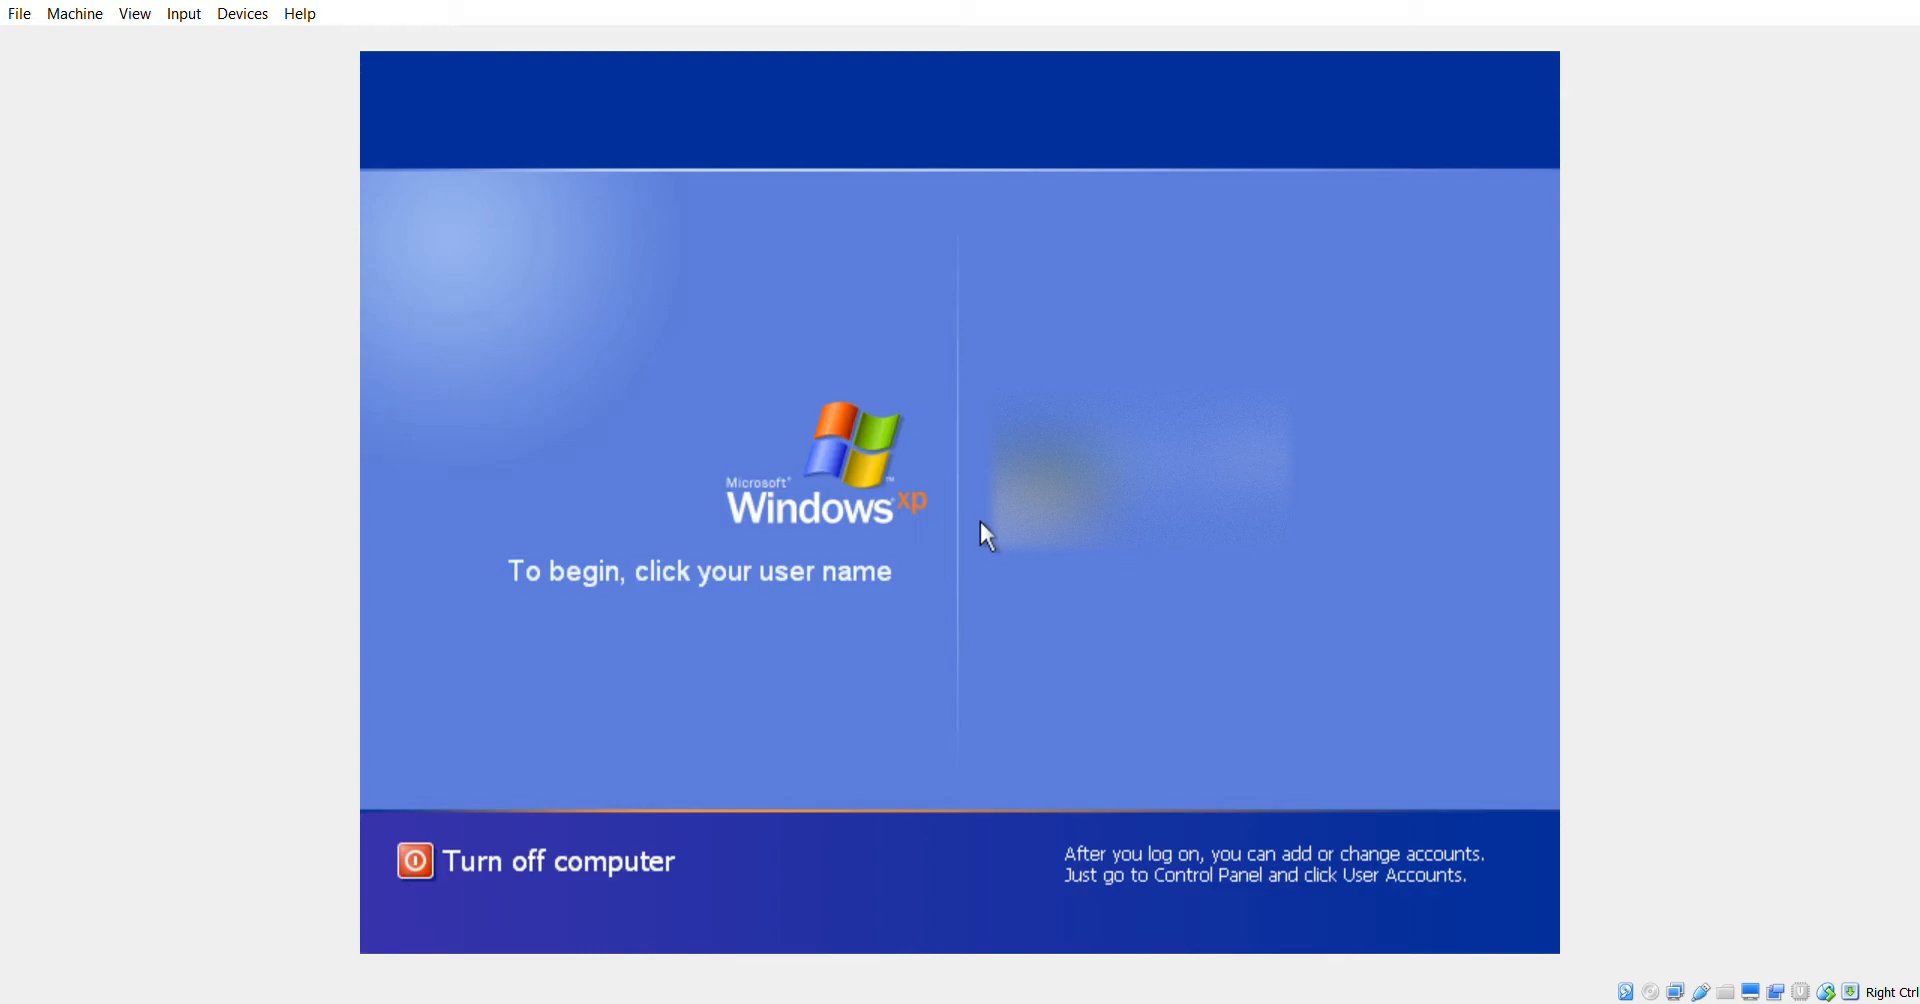 File Machine View Input Devices Help
Microsoft®
Windows® xp ™
To begin, click your user name
Turn off computer
After you log on, you can add or change accounts.
Just go to Control Panel and click User Accounts.
Right Ctrl